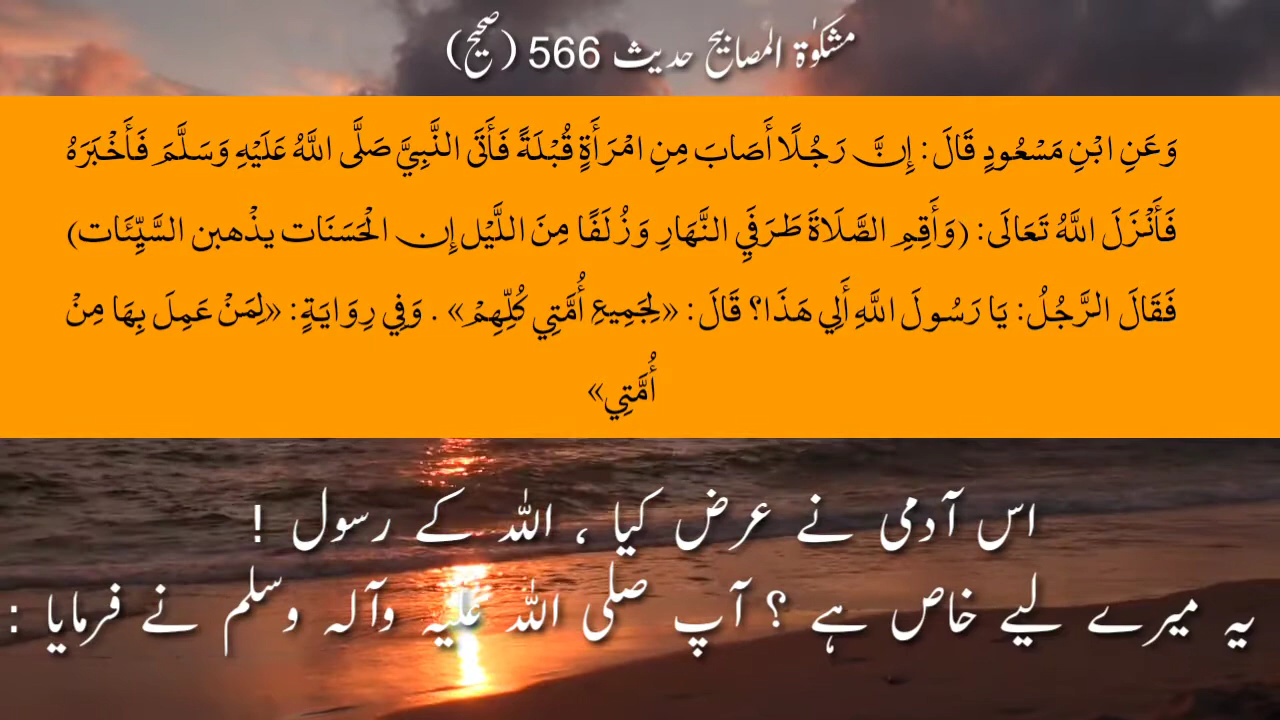 مشکوٰۃ المصابیح حدیث 566 (صحیح)
وَعَنِ ابْنِ مَسْعُودٍ قَالَ: إِنَّ رَجُلًا أَصَابَ مِنِ امْرَأَةٍ قُبْلَةً فَأَتَى النَّبِيَّ صَلَّى اللَّهُ عَلَيْهِ وَسَلَّمَ فَأَخْبَرَهُ
فَأَنْزَلَ اللَّهُ تَعَالَى: (وَأَقِمِ الصَّلَاةَ طَرَفَيِ النَّهَارِ وَزُلَفًا مِنَ اللَّيْل إِن الْحَسَنَات يذْهبن السَّيِّئَات)
فَقَالَ الرَّجُلُ: يَا رَسُولَ اللَّهِ أَلِي هَذَا؟ قَالَ: «لِجَمِيعِ أُمَّتِي كُلِّهِمْ» . وَفِي رِوَايَةٍ: «لِمَنْ عَمِلَ بِهَا مِنْ
أُمَّتِي»
اس آدمی نے عرض کیا ، اللہ کے رسول !
یہ میرے لیے خاص ہے ؟ آپ صلی ‌اللہ ‌علیہ ‌وآلہ ‌وسلم نے فرمایا :